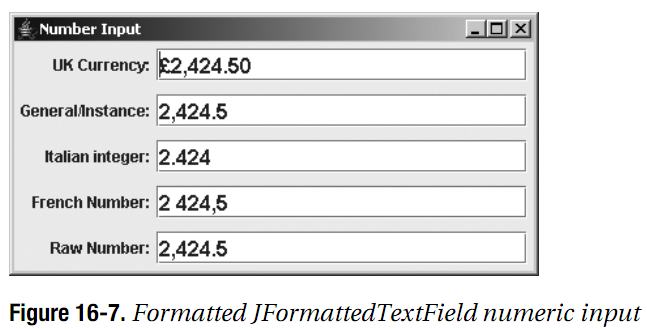 Number Input
UK Currency: £2,424.50
General/Instance: 2,424.5
Italian integer: 2.424
French Number: 2 424,5
Raw Number: 2,424.5
Figure 16-7. Formatted JFormattedTextField numeric input